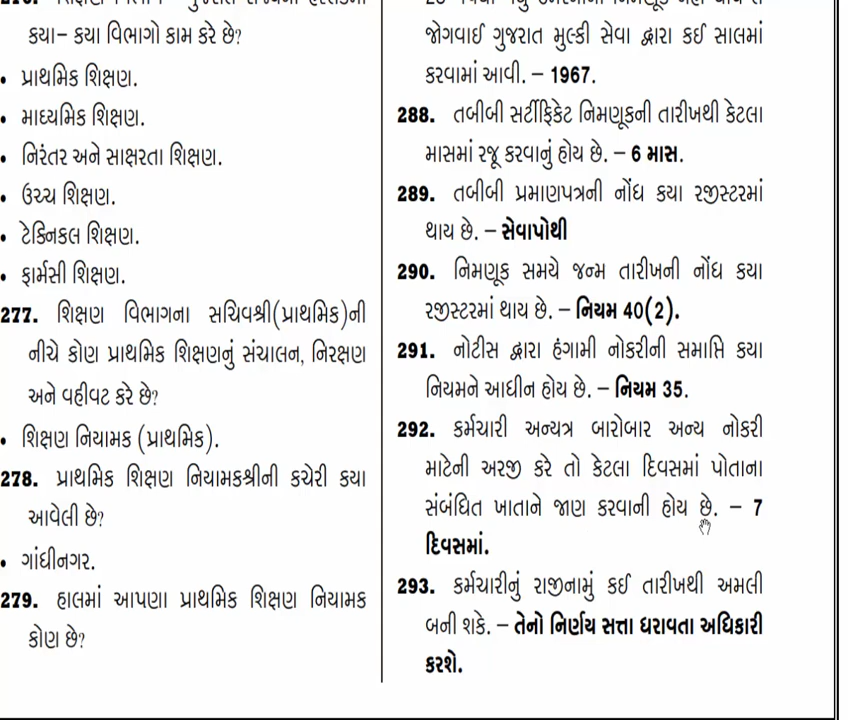 કયા– કયા વિભાગો કામ કરે છે?
• પ્રાથમિક શિક્ષણ.
• માધ્યમિક શિક્ષણ.
• નિરંતર અને સાક્ષરતા શિક્ષણ.
• ઉચ્ચ શિક્ષણ.
• ટેક્નિકલ શિક્ષણ.
• ફાર્મસી શિક્ષણ.
277. શિક્ષણ વિભાગના સચિવશ્રી(પ્રાથમિક)ની
નીચે કોણ પ્રાથમિક શિક્ષણનું સંચાલન, નિરક્ષણ
અને વહીવટ કરે છે?
• શિક્ષણ નિયામક (પ્રાથમિક).
278. પ્રાથમિક શિક્ષણ નિયામકશ્રીની કચેરી કયા
આવેલી છે?
• ગાંધીનગર.
279. હાલમાં આપણા પ્રાથમિક શિક્ષણ નિયામક
કોણ છે?
જોગવાઈ ગુજરાત મુલ્કી સેવા દ્વારા કઈ સાલમાં
કરવામાં આવી. – 1967.
288. તબીબી સર્ટીફિકેટ નિમણૂકની તારીખથી કેટલા
માસમાં રજૂ કરવાનું હોય છે. – 6 માસ.
289. તબીબી પ્રમાણપત્રની નોંધ કયા રજીસ્ટરમાં
થાય છે. – સેવાપોથી
290. નિમણૂક સમયે જન્મ તારીખની નોંધ કયા
રજીસ્ટરમાં થાય છે. – નિયમ 40(2).
291. નોટીસ દ્વારા હંગામી નોકરીની સમાપ્તિ કયા
નિયમને આધીન હોય છે. – નિયમ 35.
292. કર્મચારી અન્યત્ર બારોબાર અન્ય નોકરી
માટેની અરજી કરે તો કેટલા દિવસમાં પોતાના
સંબંધિત ખાતાને જાણ કરવાની હોય છે. – 7
દિવસમાં.
293. કર્મચારીનું રાજીનામું કઈ તારીખથી અમલી
બની શકે. – તેનો નિર્ણય સત્તા ધરાવતા અધિકારી
કરશે.